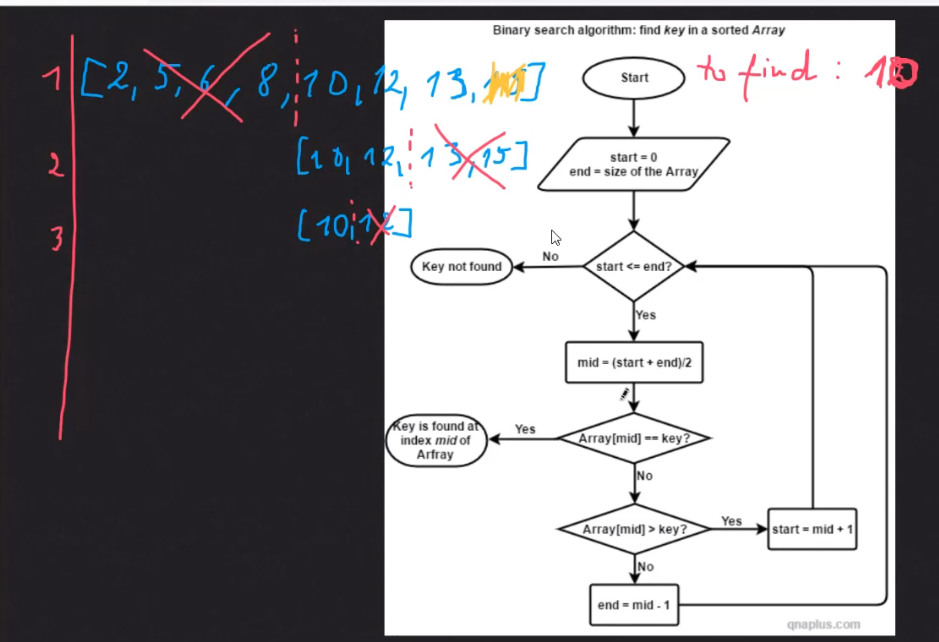 Binary search algorithm: find key in a sorted Array
1 [2, 5, 6, 8, 10, 12, 13, ]
to find: 10
2 [10, 12, 13, 15]
3 [10, 12]
Start
start = 0
end = size of the Array
start <= end?
No
Key not found
Yes
mid = (start + end)/2
Array[mid] == key?
Yes
Key is found at
index mid of
Arfray
No
Array[mid] > key?
Yes
start = mid + 1
No
end = mid - 1
qnaplus.com